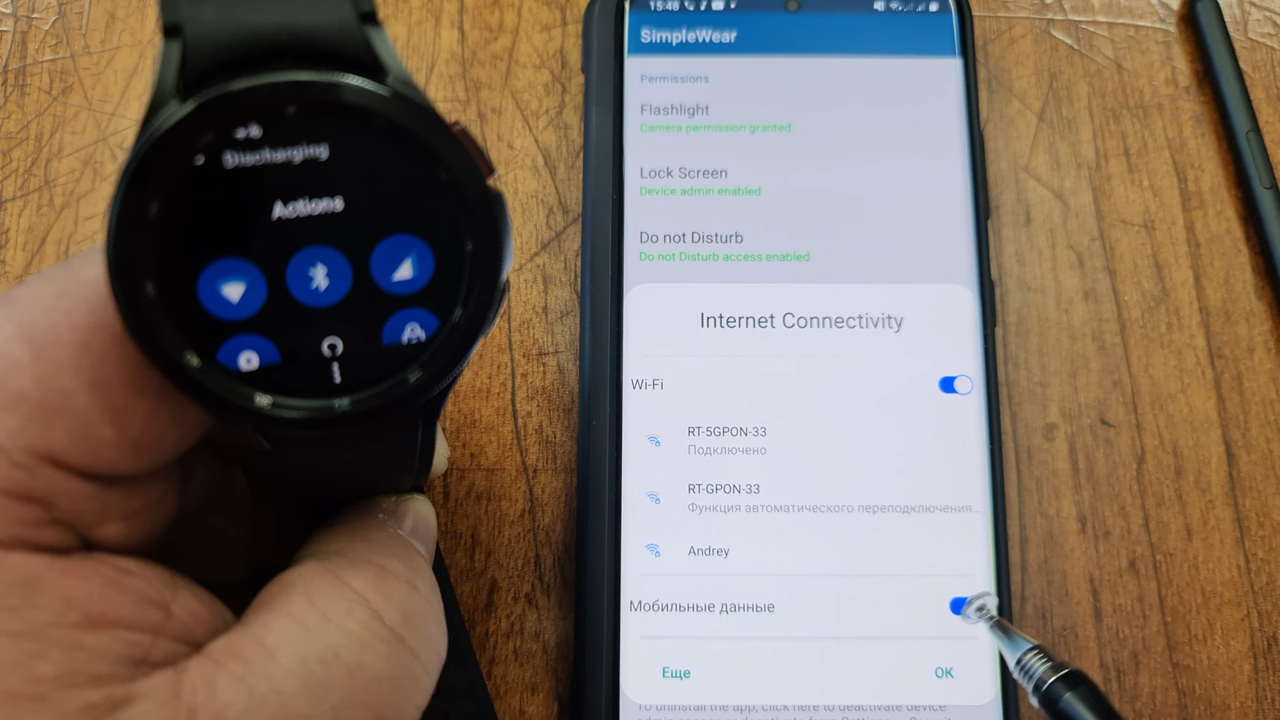 Discharging
Actions
15:48
SimpleWear
Permissions
Flashlight
Camera permission granted
Lock Screen
Device admin enabled
Do not Disturb
Do not Disturb access enabled
Internet Connectivity
Wi-Fi
RT-5GPON-33
Подключено
RT-GPON-33
Функция автоматического переподключения...
Andrey
Мобильные данные
Еще
OK
To uninstall the app, click here to deactivate device